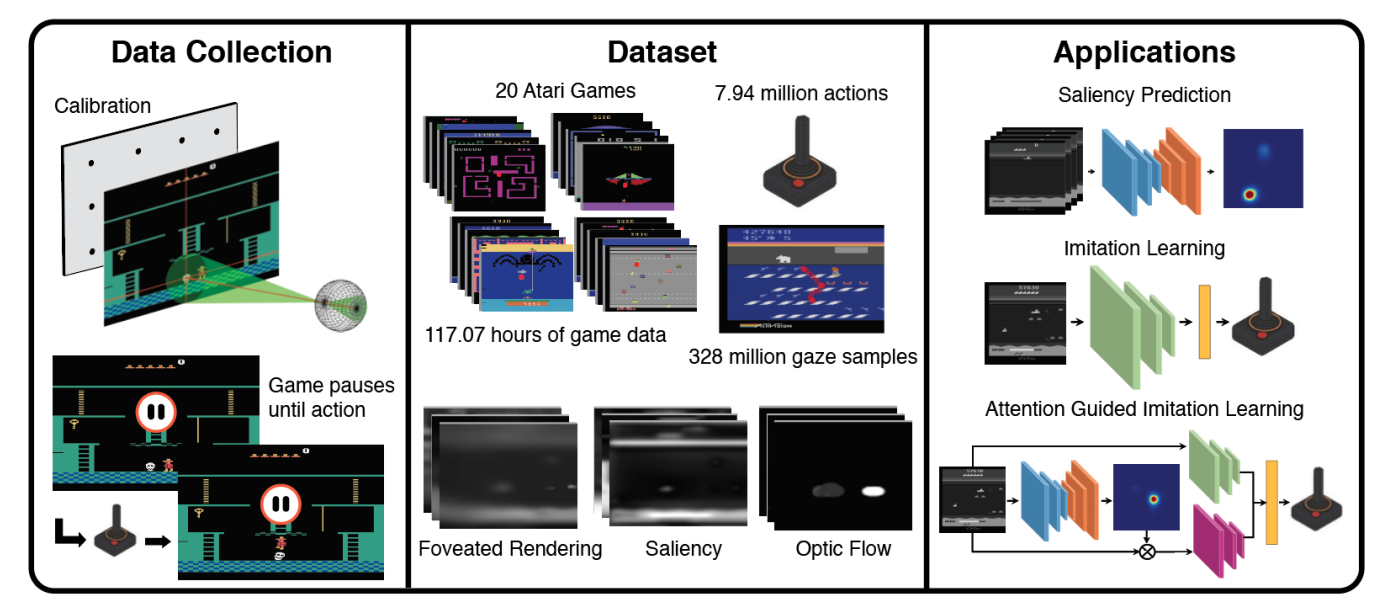 Data Collection
Calibration
Game pauses
until action
Dataset
20 Atari Games
7.94 million actions
117.07 hours of game data
427640
45°
328 million gaze samples
Foveated Rendering
Saliency
Optic Flow
Applications
Saliency Prediction
Imitation Learning
Attention Guided Imitation Learning